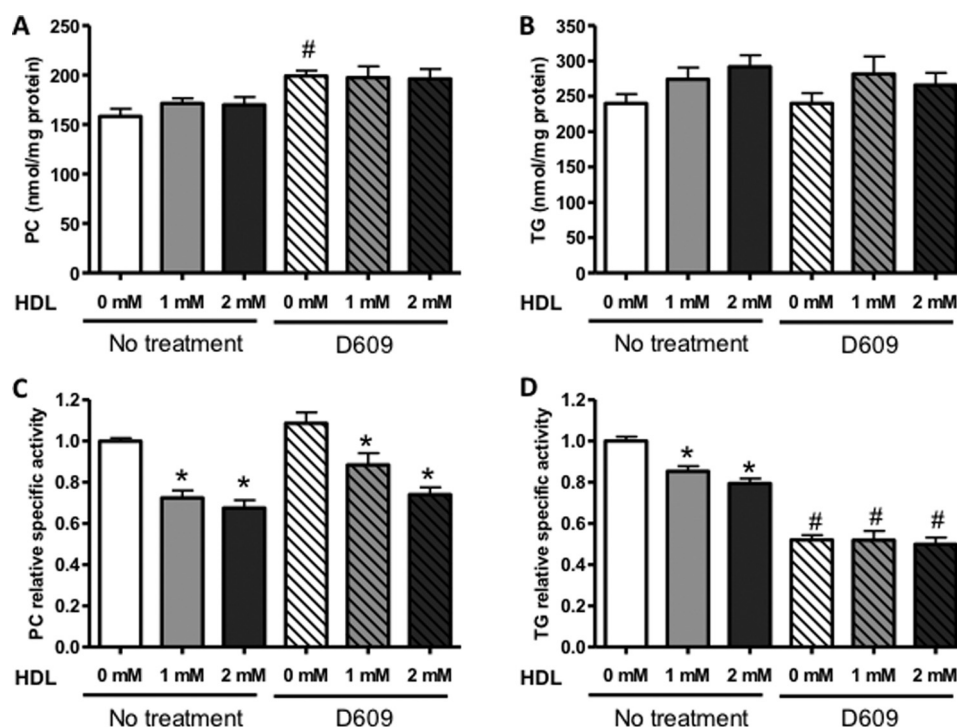 A
PC (nmol/mg protein)
250
200
150
100
50
0
#
HDL 0 mM 1 mM 2 mM 0 mM 1 mM 2 mM
No treatment D609
B
TG (nmol/mg protein)
350
300
250
200
150
100
50
0
HDL 0 mM 1 mM 2 mM 0 mM 1 mM 2 mM
No treatment D609
C
PC relative specific activity
1.2
1.0
0.8
0.6
0.4
0.2
0.0
* * * *
HDL 0 mM 1 mM 2 mM 0 mM 1 mM 2 mM
No treatment D609
D
TG relative specific activity
1.2
1.0
0.8
0.6
0.4
0.2
0.0
* * # # #
HDL 0 mM 1 mM 2 mM 0 mM 1 mM 2 mM
No treatment D609